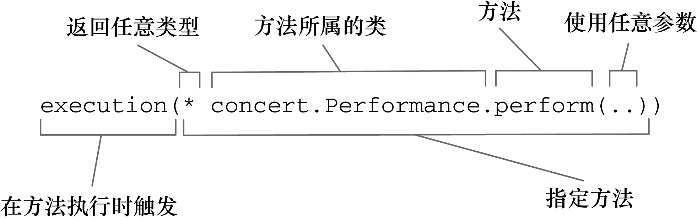 返回任意类型
方法所属的类
方法
使用任意参数
execution(* concert.Performance.perform(..))
在方法执行时触发
指定方法